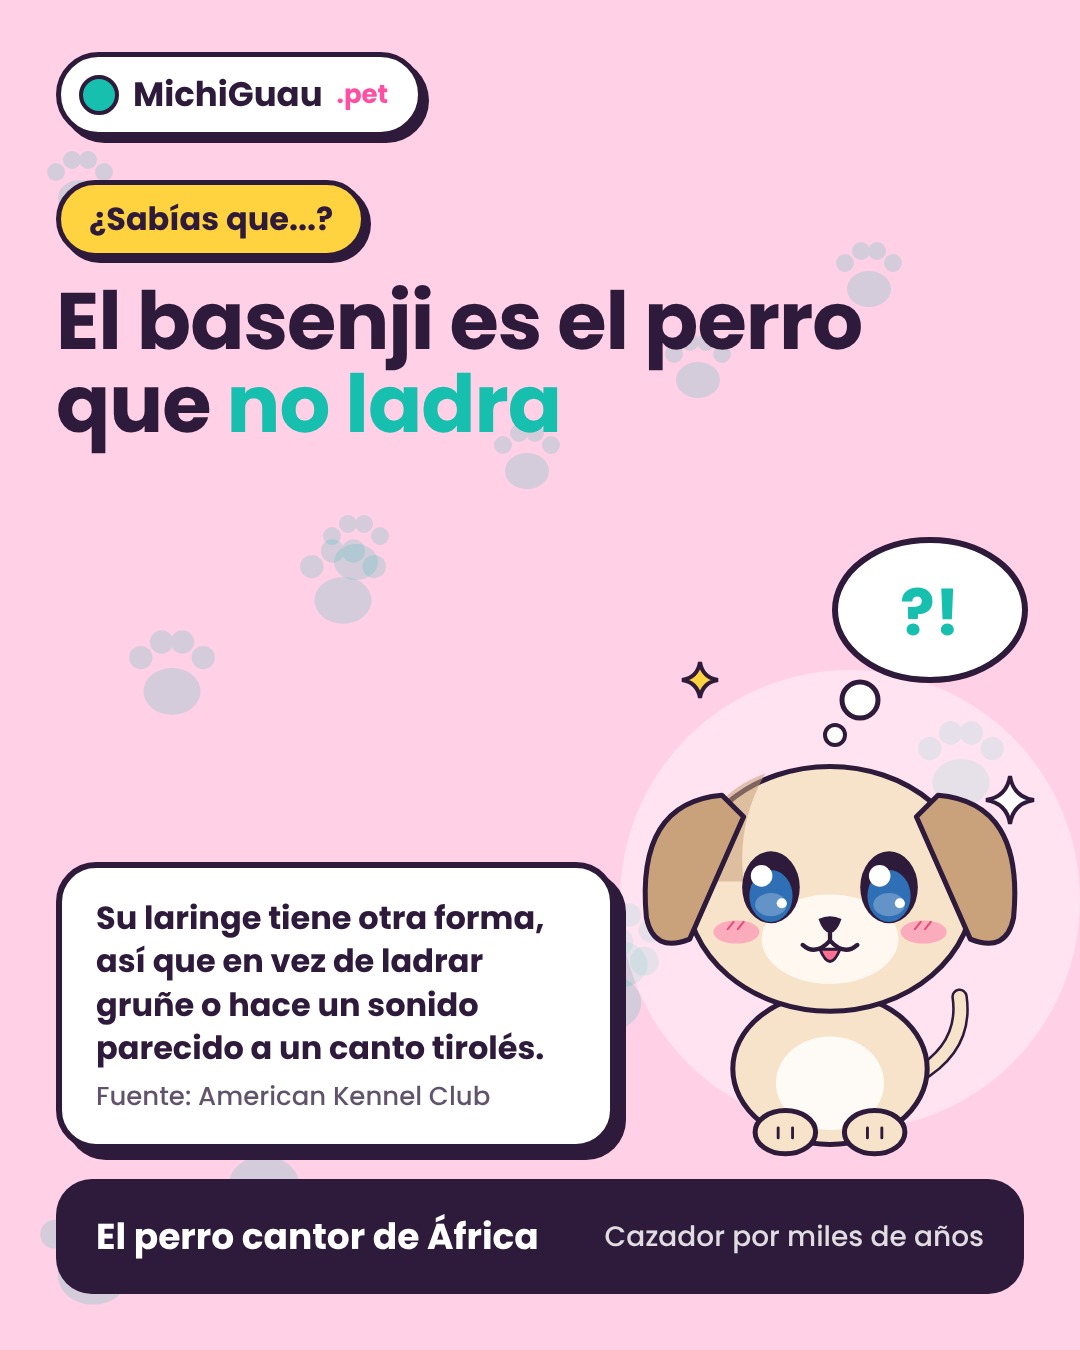 MichiGuau .pet
¿Sabías que...?
El basenji es el perro
que no ladra
?!
Su laringe tiene otra forma,
así que en vez de ladrar
gruñe o hace un sonido
parecido a un canto tirolés.
Fuente: American Kennel Club
El perro cantor de África
Cazador por miles de años